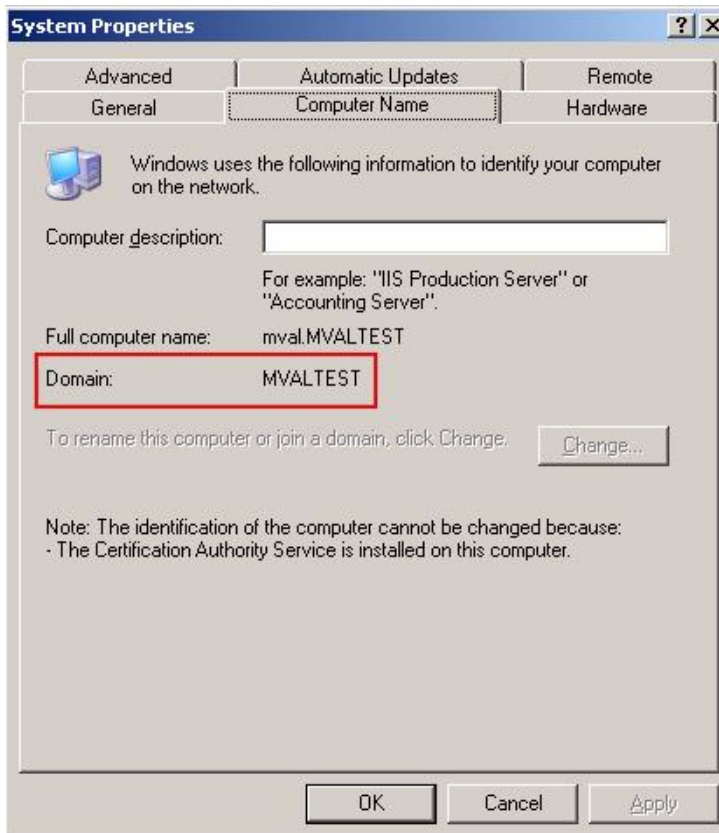 System Properties
Advanced
Automatic Updates
Remote
General
Computer Name
Hardware
Windows uses the following information to identify your computer
on the network.
Computer description:
For example: "IIS Production Server" or
"Accounting Server".
Full computer name: mval.MVALTEST
Domain: MVALTEST
To rename this computer or join a domain, click Change.
Change...
Note: The identification of the computer cannot be changed because:
- The Certification Authority Service is installed on this computer.
OK
Cancel
Apply